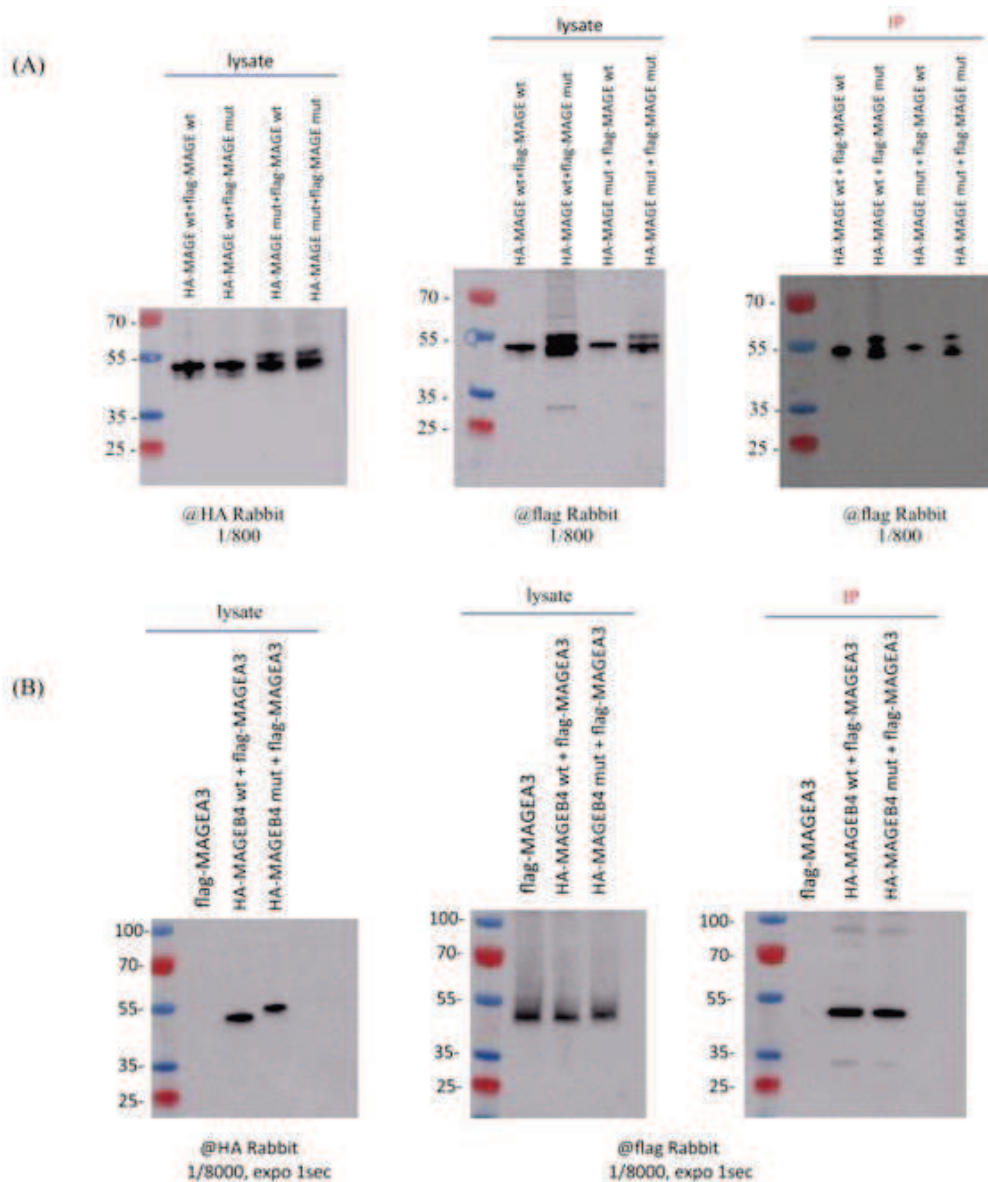 (A)
lysate
HA-MAGE wt+flag-MAGE wt
HA-MAGE wt+flag-MAGE mut
HA-MAGE mut+flag-MAGE wt
HA-MAGE mut+flag-MAGE mut
70 -
55 -
35 -
25 -
@HA Rabbit
1/800
lysate
HA-MAGE wt+flag-MAGE wt
HA-MAGE wt+flag-MAGE mut
HA-MAGE mut + flag-MAGE wt
HA-MAGE mut + flag-MAGE mut
70 -
55 -
35 -
25 -
@flag Rabbit
1/800
IP
HA-MAGE wt + flag-MAGE wt
HA-MAGE wt + flag-MAGE mut
HA-MAGE mut + flag-MAGE wt
HA-MAGE mut + flag-MAGE mut
70 -
55 -
35 -
25 -
@flag Rabbit
1/800
(B)
lysate
flag-MAGEA3
HA-MAGEB4 wt + flag-MAGEA3
HA-MAGEB4 mut + flag-MAGEA3
100-
70-
55-
35-
25-
@HA Rabbit
1/8000, expo 1sec
lysate
flag-MAGEA3
HA-MAGEB4 wt + flag-MAGEA3
HA-MAGEB4 mut + flag-MAGEA3
100-
70-
55-
35-
25-
IP
flag-MAGEA3
HA-MAGEB4 wt + flag-MAGEA3
HA-MAGEB4 mut + flag-MAGEA3
100-
70-
55-
35-
25-
@flag Rabbit
1/8000, expo 1sec